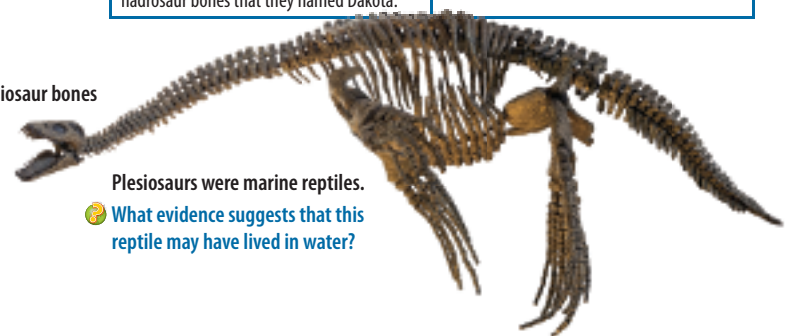 hadrosaur bones that they named Dakota.
iosaur bones
Plesiosaurs were marine reptiles.
What evidence suggests that this
reptile may have lived in water?